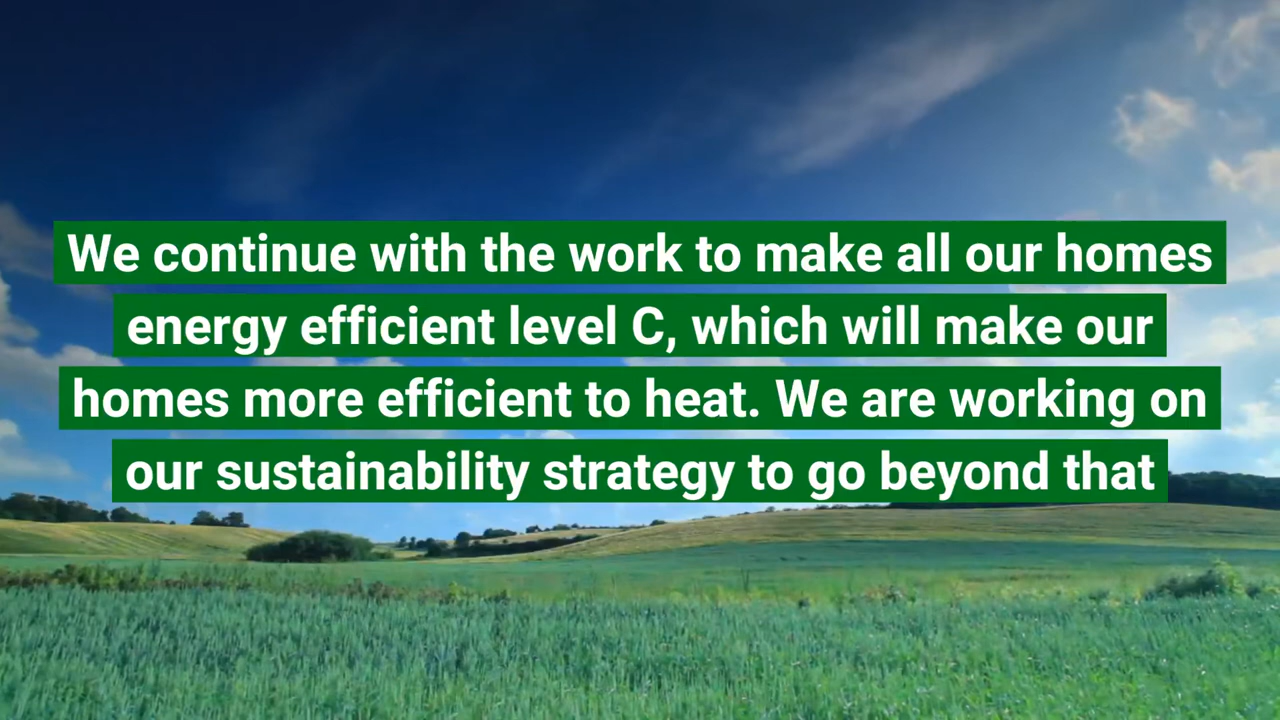 We continue with the work to make all our homes
energy efficient level C, which will make our
homes more efficient to heat. We are working on
our sustainability strategy to go beyond that